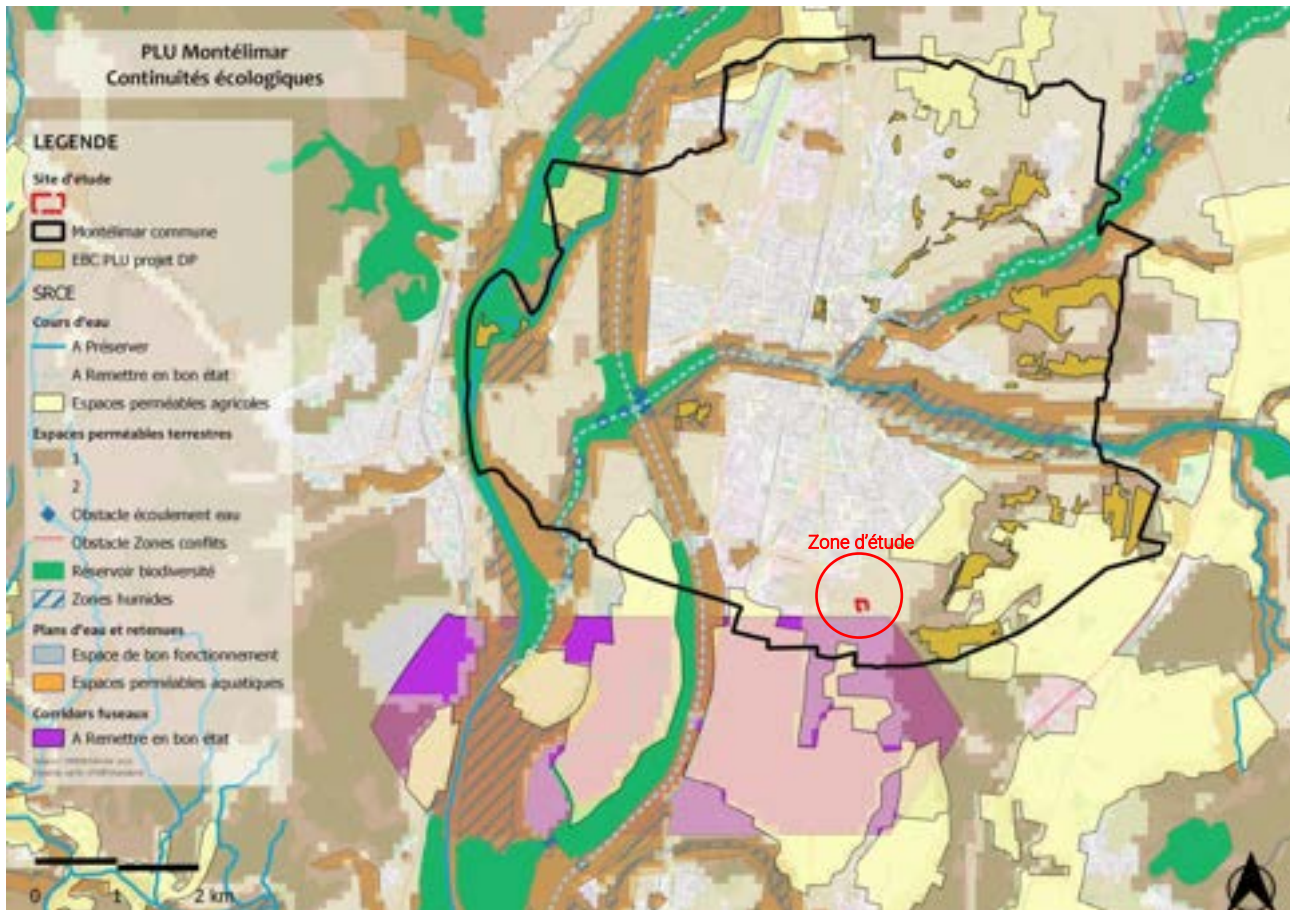 PLU Montélimar
Continuités écologiques
LEGENDE
Site d'étude
Montélimar commune
EBC PLU projet DP
SRCE
Cours d'eau
A Préserver
A Remettre en bon état
Espaces perméables agricoles
Espaces perméables terrestres
1
2
Obstacle écoulement eau
Obstacle Zones conflits
Réservoir biodiversité
Zones humides
Plans d'eau et retenues
Espace de bon fonctionnement
Espaces perméables aquatiques
Corridors fuseaux
A Remettre en bon état
Zone d'étude
0 1 2 km